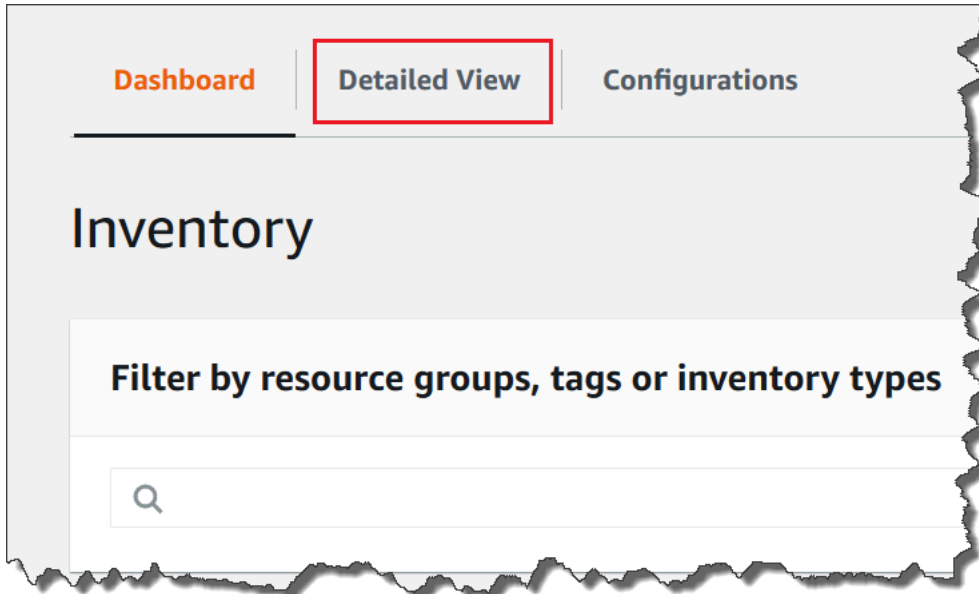 Dashboard Detailed View Configurations
Inventory
Filter by resource groups, tags or inventory types